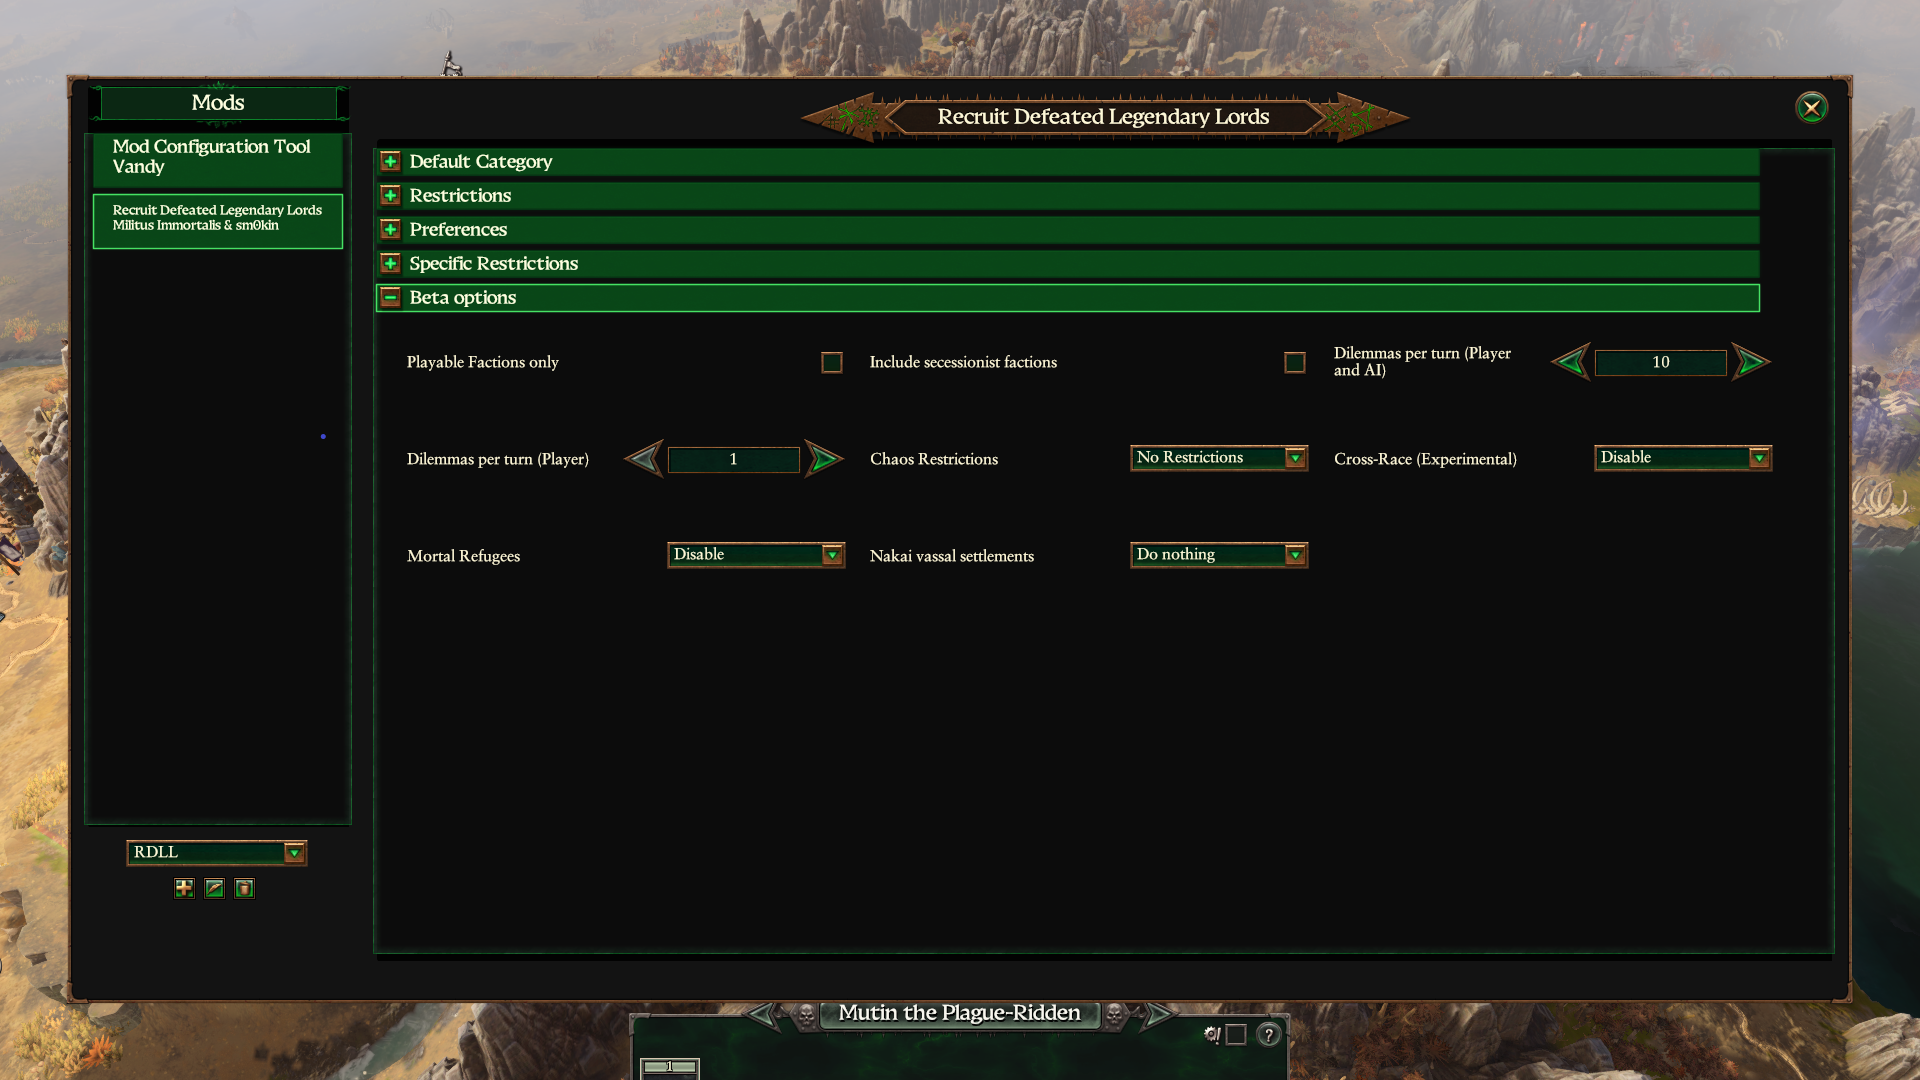 Mods
Mod Configuration Tool
Vandy
Recruit Defeated Legendary Lords
Militus Immortalis & sm0kin
RDLL
Recruit Defeated Legendary Lords
Default Category
Restrictions
Preferences
Specific Restrictions
Beta options
Playable Factions only
Include secessionist factions
Dilemmas per turn (Player
and AI)
10
Dilemmas per turn (Player)
1
Chaos Restrictions
No Restrictions
Cross-Race (Experimental)
Disable
Mortal Refugees
Disable
Nakai vassal settlements
Do nothing
Mutin the Plague-Ridden
?
1